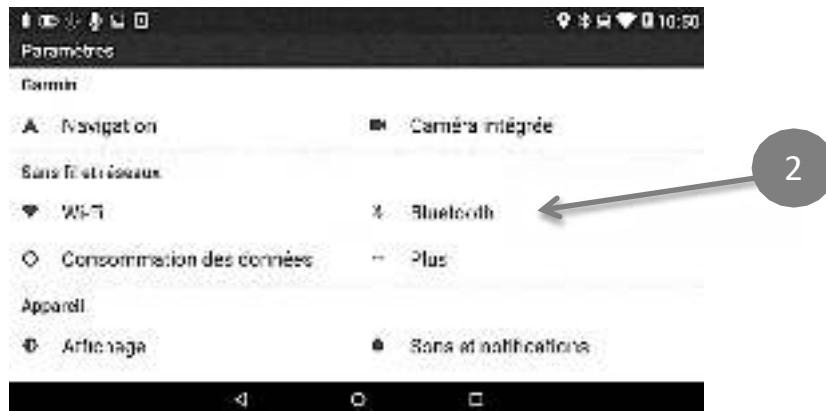 10:50
Paramètres
Garmin
Navigation
Caméra intégrée
Sans fil et réseaux
Wi-Fi
Bluetooth
Consommation des données
Plus
Appareil
Affichage
Sons et notifications
2